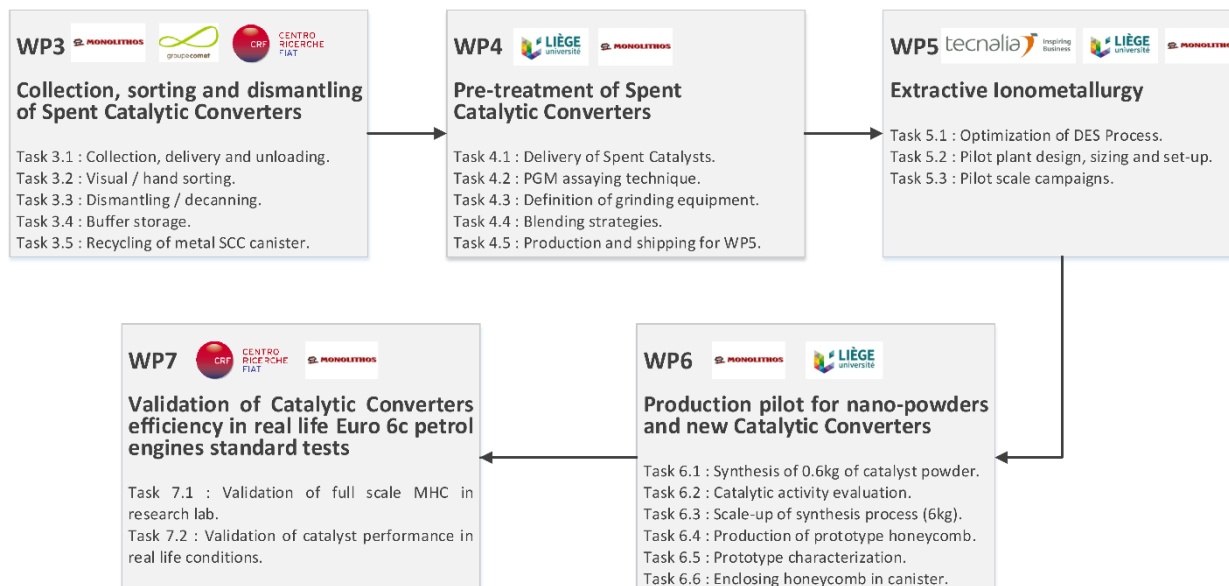 WP3 MONOLITHOS groupecomet CRF CENTRO RICERCHE FIAT
Collection, sorting and dismantling
of Spent Catalytic Converters
Task 3.1 : Collection, delivery and unloading.
Task 3.2 : Visual / hand sorting.
Task 3.3 : Dismantling / decanning.
Task 3.4 : Buffer storage.
Task 3.5 : Recycling of metal SCC canister.
WP4 LIÈGE université MONOLITHOS
Pre-treatment of Spent
Catalytic Converters
Task 4.1 : Delivery of Spent Catalysts.
Task 4.2 : PGM assaying technique.
Task 4.3 : Definition of grinding equipment.
Task 4.4 : Blending strategies.
Task 4.5 : Production and shipping for WP5.
WP5 tecnalia Inspiring Business LIÈGE université MONOLITH
Extractive Ionometallurgy
Task 5.1 : Optimization of DES Process.
Task 5.2 : Pilot plant design, sizing and set-up.
Task 5.3 : Pilot scale campaigns.
WP7 CRF CENTRO RICERCHE FIAT MONOLITHOS
Validation of Catalytic Converters
efficiency in real life Euro 6c petrol
engines standard tests
Task 7.1 : Validation of full scale MHC in
research lab.
Task 7.2 : Validation of catalyst performance in
real life conditions.
WP6 MONOLITHOS LIÈGE université
Production pilot for nano-powders
and new Catalytic Converters
Task 6.1 : Synthesis of 0.6kg of catalyst powder.
Task 6.2 : Catalytic activity evaluation.
Task 6.3 : Scale-up of synthesis process (6kg).
Task 6.4 : Production of prototype honeycomb.
Task 6.5 : Prototype characterization.
Task 6.6 : Enclosing honeycomb in canister.